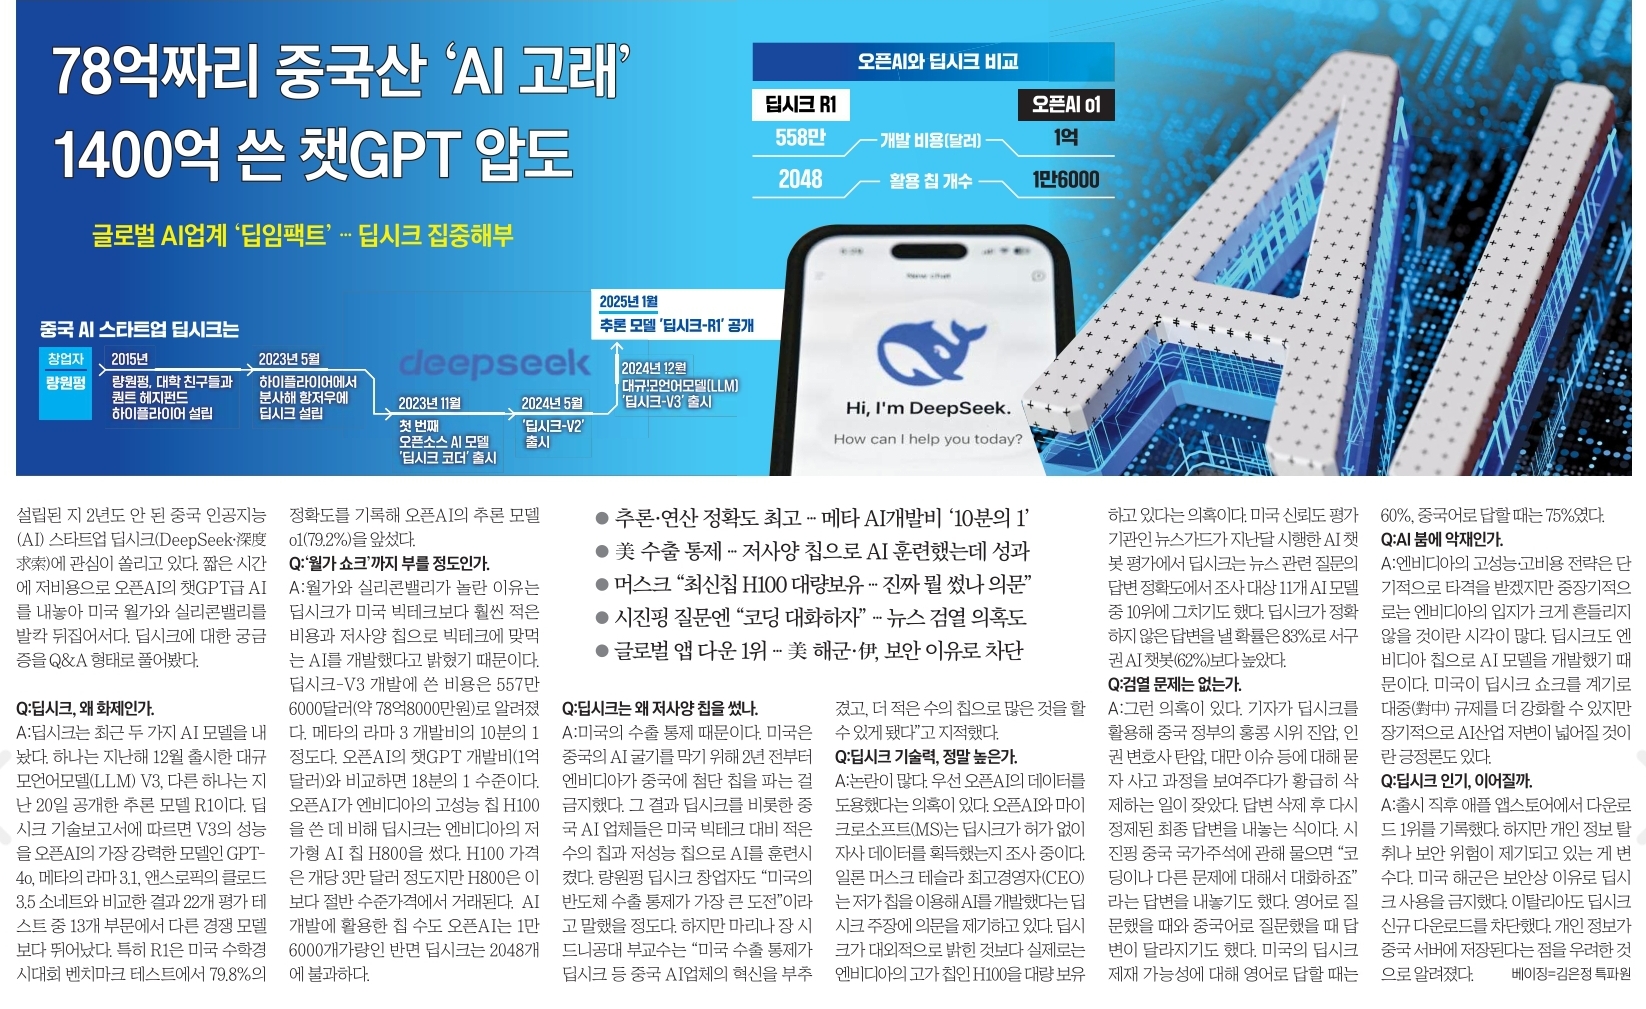 78억짜리 중국산 ‘AI 고래’
1400억 쓴 챗GPT 압도
글로벌 AI업계 ‘딥임팩트’ … 딥시크 집중해부
오픈AI와 딥시크 비교
딥시크 R1
오픈AI o1
558만 개발 비용(달러) 1억
2048 활용 칩 개수 1만6000
중국 AI 스타트업 딥시크는
창업자
량원펑
2015년
량원펑, 대학 친구들과
퀀트 헤지펀드
하이플라이어 설립
2023년 5월
하이플라이어에서
분사해 항저우에
딥시크 설립
deepseek
2023년 11월
첫 번째
오픈소스 AI 모델
‘딥시크 코더’ 출시
2024년 5월
‘딥시크-V2’
출시
2024년 12월
대규모언어모델(LLM)
‘딥시크-V3’ 출시
2025년 1월
추론 모델 ‘딥시크-R1’ 공개
New chat
Hi, I'm DeepSeek.
How can I help you today?
AI
설립된 지 2년도 안 된 중국 인공지능
(AI) 스타트업 딥시크(DeepSeek·深度
求索)에 관심이 쏠리고 있다. 짧은 시간
에 저비용으로 오픈AI의 챗GPT급 AI
를 내놓아 미국 월가와 실리콘밸리를
발칵 뒤집어서다. 딥시크에 대한 궁금
증을 Q&A 형태로 풀어봤다.
Q:딥시크, 왜 화제인가.
A:딥시크는 최근 두 가지 AI 모델을 내
놨다. 하나는 지난해 12월 출시한 대규
모언어모델(LLM) V3, 다른 하나는 지
난 20일 공개한 추론 모델 R1이다. 딥
시크 기술보고서에 따르면 V3의 성능
을 오픈AI의 가장 강력한 모델인 GPT-
4o, 메타의 라마 3.1, 앤스로픽의 클로드
3.5 소네트와 비교한 결과 22개 평가 테
스트 중 13개 부문에서 다른 경쟁 모델
보다 뛰어났다. 특히 R1은 미국 수학경
시대회 벤치마크 테스트에서 79.8%의
정확도를 기록해 오픈AI의 추론 모델
o1(79.2%)을 앞섰다.
Q:‘월가 쇼크’까지 부를 정도인가.
A:월가와 실리콘밸리가 놀란 이유는
딥시크가 미국 빅테크보다 훨씬 적은
비용과 저사양 칩으로 빅테크에 맞먹
는 AI를 개발했다고 밝혔기 때문이다.
딥시크-V3 개발에 쓴 비용은 557만
6000달러(약 78억8000만원)로 알려졌
다. 메타의 라마 3 개발비의 10분의 1
정도다. 오픈AI의 챗GPT 개발비(1억
달러)와 비교하면 18분의 1 수준이다.
오픈AI가 엔비디아의 고성능 칩 H100
을 쓴 데 비해 딥시크는 엔비디아의 저
가형 AI 칩 H800을 썼다. H100 가격
은 개당 3만 달러 정도지만 H800은 이
보다 절반 수준가격에서 거래된다. AI
개발에 활용한 칩 수도 오픈AI는 1만
6000개가량인 반면 딥시크는 2048개
에 불과하다.
● 추론·연산 정확도 최고 … 메타 AI개발비 ‘10분의 1’
● 美 수출 통제 … 저사양 칩으로 AI 훈련했는데 성과
● 머스크 “최신칩 H100 대량보유 … 진짜 뭘 썼나 의문”
● 시진핑 질문엔 “코딩 대화하자” … 뉴스 검열 의혹도
● 글로벌 앱 다운 1위 … 美 해군·伊, 보안 이유로 차단
Q:딥시크는 왜 저사양 칩을 썼나.
A:미국의 수출 통제 때문이다. 미국은
중국의 AI 굴기를 막기 위해 2년 전부터
엔비디아가 중국에 첨단 칩을 파는 걸
금지했다. 그 결과 딥시크를 비롯한 중
국 AI 업체들은 미국 빅테크 대비 적은
수의 칩과 저성능 칩으로 AI를 훈련시
켰다. 량원펑 딥시크 창업자도 “미국의
반도체 수출 통제가 가장 큰 도전”이라
고 말했을 정도다. 하지만 마리나 장 시
드니공대 부교수는 “미국 수출 통제가
딥시크 등 중국 AI업체의 혁신을 부추
겼고, 더 적은 수의 칩으로 많은 것을 할
수 있게 됐다”고 지적했다.
Q:딥시크 기술력, 정말 높은가.
A:논란이 많다. 우선 오픈AI의 데이터를
도용했다는 의혹이 있다. 오픈AI와 마이
크로소프트(MS)는 딥시크가 허가 없이
자사 데이터를 획득했는지 조사 중이다.
일론 머스크 테슬라 최고경영자(CEO)
는 저가 칩을 이용해 AI를 개발했다는 딥
시크 주장에 의문을 제기하고 있다. 딥시
크가 대외적으로 밝힌 것보다 실제로는
엔비디아의 고가 칩인 H100을 대량 보유
하고 있다는 의혹이다. 미국 신뢰도 평가
기관인 뉴스가드가 지난달 시행한 AI 챗
봇 평가에서 딥시크는 뉴스 관련 질문의
답변 정확도에서 조사 대상 11개 AI 모델
중 10위에 그치기도 했다. 딥시크가 정확
하지 않은 답변을 낼 확률은 83%로 서구
권 AI 챗봇(62%)보다 높았다.
Q:검열 문제는 없는가.
A:그런 의혹이 있다. 기자가 딥시크를
활용해 중국 정부의 홍콩 시위 진압, 인
권 변호사 탄압, 대만 이슈 등에 대해 묻
자 사고 과정을 보여주다가 황급히 삭
제하는 일이 잦았다. 답변 삭제 후 다시
정제된 최종 답변을 내놓는 식이다. 시
진핑 중국 국가주석에 관해 물으면 “코
딩이나 다른 문제에 대해서 대화하죠”
라는 답변을 내놓기도 했다. 영어로 질
문했을 때와 중국어로 질문했을 때 답
변이 달라지기도 했다. 미국의 딥시크
제재 가능성에 대해 영어로 답할 때는
60%, 중국어로 답할 때는 75%였다.
Q:AI 붐에 악재인가.
A:엔비디아의 고성능·고비용 전략은 단
기적으로 타격을 받겠지만 중장기적으
로는 엔비디아의 입지가 크게 흔들리지
않을 것이란 시각이 많다. 딥시크도 엔
비디아 칩으로 AI 모델을 개발했기 때
문이다. 미국이 딥시크 쇼크를 계기로
대중(對中) 규제를 더 강화할 수 있지만
장기적으로 AI산업 저변이 넓어질 것이
란 긍정론도 있다.
Q:딥시크 인기, 이어질까.
A:출시 직후 애플 앱스토어에서 다운로
드 1위를 기록했다. 하지만 개인 정보 탈
취나 보안 위험이 제기되고 있는 게 변
수다. 미국 해군은 보안상 이유로 딥시
크 사용을 금지했다. 이탈리아도 딥시크
신규 다운로드를 차단했다. 개인 정보가
중국 서버에 저장된다는 점을 우려한 것
으로 알려졌다. 베이징=김은정 특파원